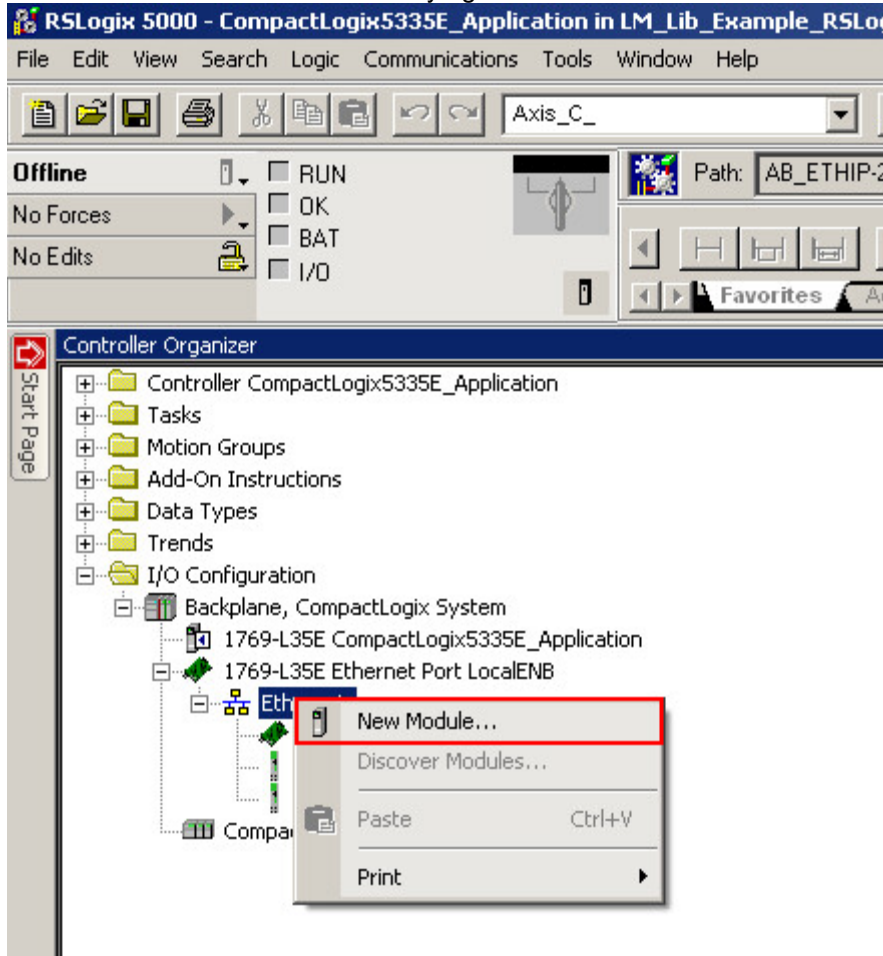 RSLogix 5000 - CompactLogix5335E_Application in LM_Lib_Example_RSLo
File Edit View Search Logic Communications Tools Window Help
Axis_C_
Offline
RUN
Path: AB_ETHIP-2
No Forces
OK
No Edits
BAT
I/O
Favorites
Start Page
Controller Organizer
Controller CompactLogix5335E_Application
Tasks
Motion Groups
Add-On Instructions
Data Types
Trends
I/O Configuration
Backplane, CompactLogix System
1769-L35E CompactLogix5335E_Application
1769-L35E Ethernet Port LocalENB
Eth
New Module...
Discover Modules...
Paste Ctrl+V
Compa
Print